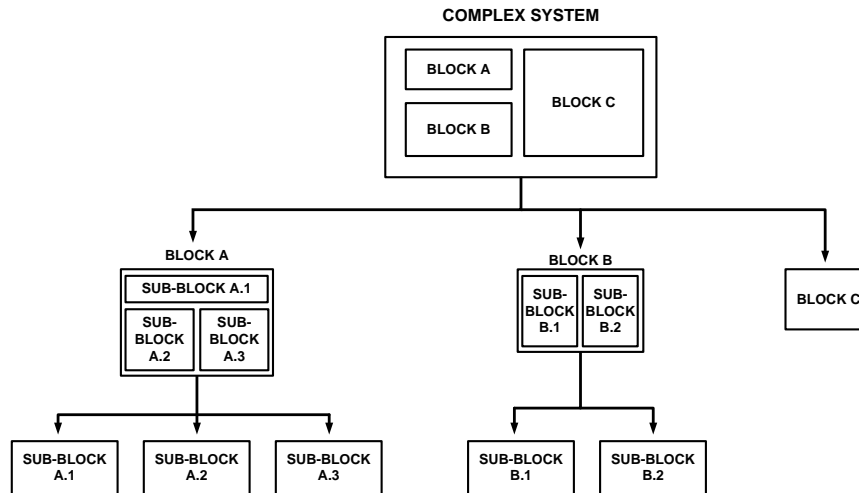 COMPLEX SYSTEM
BLOCK A
BLOCK B
BLOCK C
BLOCK A
SUB-BLOCK A.1
SUB-
BLOCK
A.2
SUB-
BLOCK
A.3
BLOCK B
SUB-
BLOCK
B.1
SUB-
BLOCK
B.2
BLOCK C
SUB-BLOCK
A.1
SUB-BLOCK
A.2
SUB-BLOCK
A.3
SUB-BLOCK
B.1
SUB-BLOCK
B.2